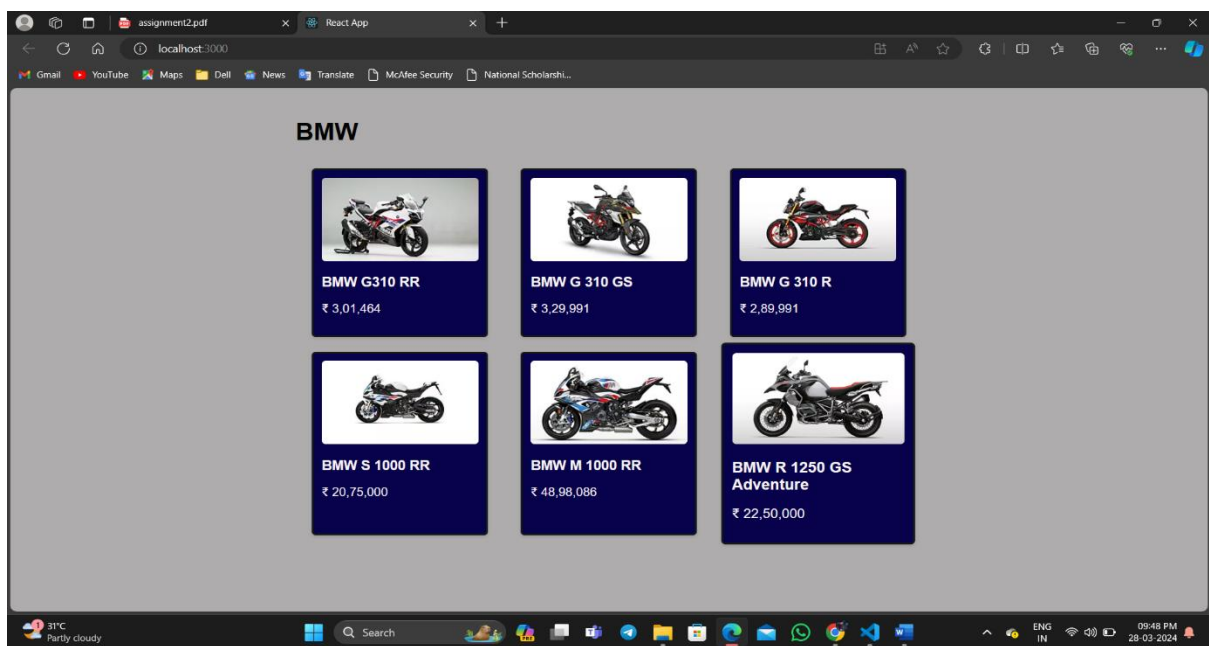 assignment2.pdf
React App
localhost:3000
Gmail YouTube Maps Dell News Translate McAfee Security National Scholarshi...
BMW
BMW G310 RR
₹ 3,01,464
BMW G 310 GS
₹ 3,29,991
BMW G 310 R
₹ 2,89,991
BMW S 1000 RR
₹ 20,75,000
BMW M 1000 RR
₹ 48,98,086
BMW R 1250 GS
Adventure
₹ 22,50,000
1
31°C
Partly cloudy
Search
ENG
IN
09:48 PM
28-03-2024